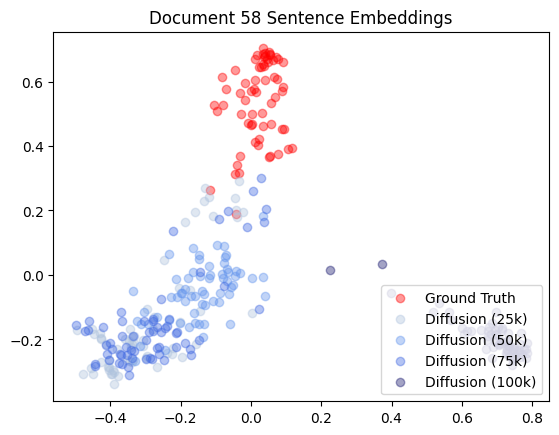 Document 58 Sentence Embeddings
0.6
0.4
0.2
0.0
−0.2
Ground Truth
Diffusion (25k)
Diffusion (50k)
Diffusion (75k)
Diffusion (100k)
−0.4 −0.2 0.0 0.2 0.4 0.6 0.8